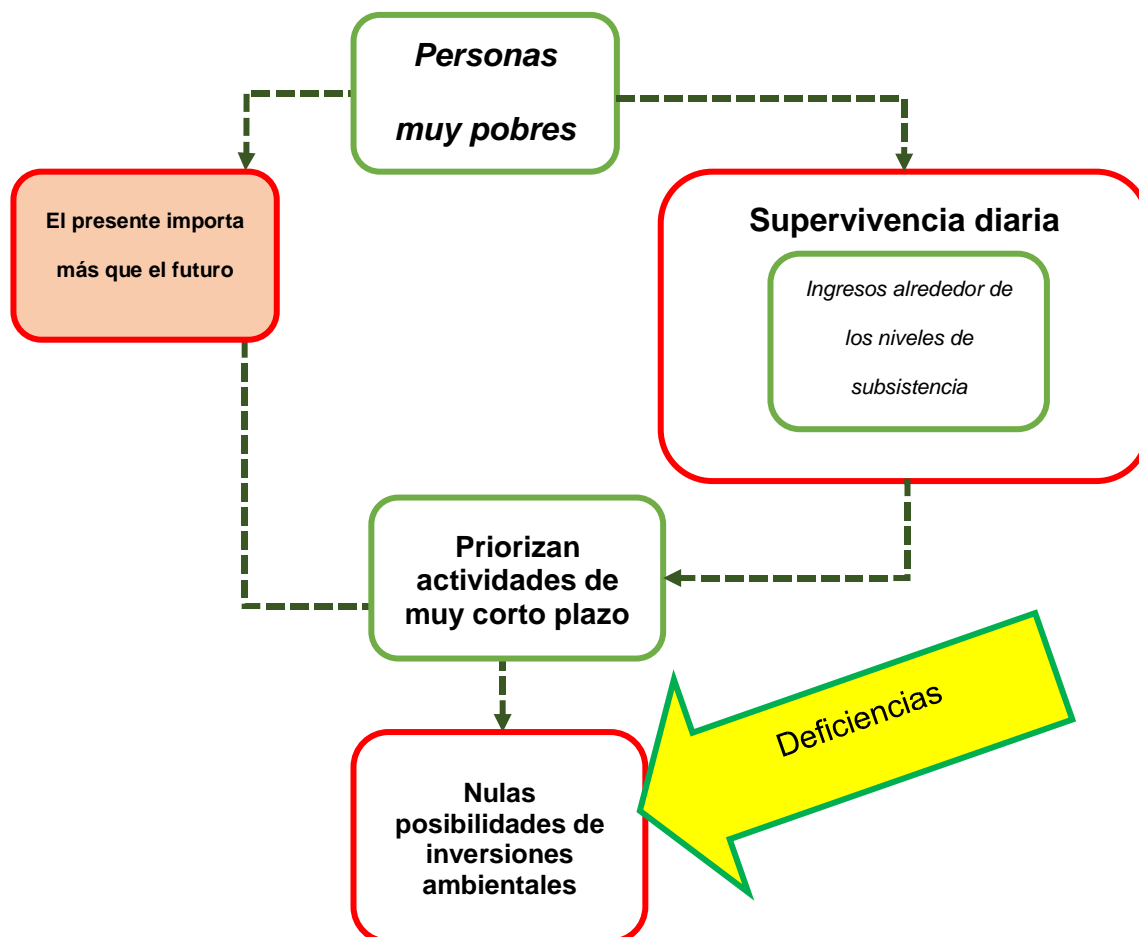 Personas
muy pobres
El presente importa
más que el futuro
Supervivencia diaria
Ingresos alrededor de
los niveles de
subsistencia
Priorizan
actividades de
muy corto plazo
Deficiencias
Nulas
posibilidades de
inversiones
ambientales